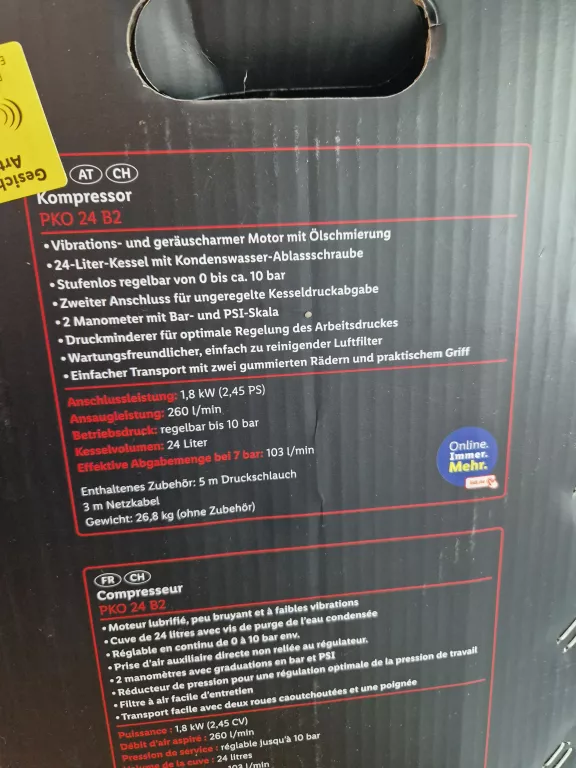 Gesich
Art
AT CH
Kompressor
PKO 24 B2
• Vibrations- und geräuscharmer Motor mit Ölschmierung
• 24-Liter-Kessel mit Kondenswasser-Ablassschraube
• Stufenlos regelbar von 0 bis ca. 10 bar
• Zweiter Anschluss für ungeregelte Kesseldruckabgabe
• 2 Manometer mit Bar- und PSI-Skala
• Druckminderer für optimale Regelung des Arbeitsdruckes
• Wartungsfreundlicher, einfach zu reinigender Luftfilter
• Einfacher Transport mit zwei gummierten Rädern und praktischem Griff
Anschlussleistung: 1,8 kW (2,45 PS)
Ansaugleistung: 260 l/min
Betriebsdruck: regelbar bis 10 bar
Kesselvolumen: 24 Liter
Effektive Abgabemenge bei 7 bar: 103 l/min
Enthaltenes Zubehör: 5 m Druckschlauch
3 m Netzkabel
Gewicht: 26,8 kg (ohne Zubehör)
Online.
Immer.
Mehr.
FR CH
Compresseur
PKO 24 B2
• Moteur lubrifié, peu bruyant et à faibles vibrations
• Cuve de 24 litres avec vis de purge de l'eau condensée
• Réglable en continu de 0 à 10 bar env.
• Prise d'air auxiliaire directe non reliée au régulateur.
• 2 manomètres avec graduations en bar et PSI
• Réducteur de pression pour une régulation optimale de la pression de travail
• Filtre à air facile d'entretien
• Transport facile avec deux roues caoutchoutées et une poignée
Puissance : 1,8 kW (2,45 CV)
Débit d'air aspiré : 260 l/min
Pression de service : réglable jusqu'à 10 bar
Volume de la cuve : 24 litres
103 l/min